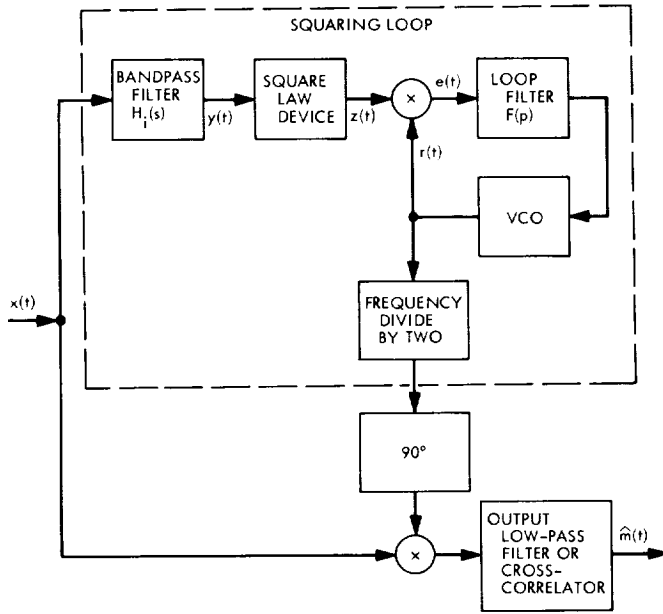 SQUARING LOOP
BANDPASS
FILTER
H_i(s)
y(t)
SQUARE
LAW
DEVICE
z(t)
×
e(t)
LOOP
FILTER
F(p)
r(t)
VCO
x(t)
FREQUENCY
DIVIDE
BY TWO
90°
×
OUTPUT
LOW-PASS
FILTER OR
CROSS-
CORRELATOR
m̂(t)